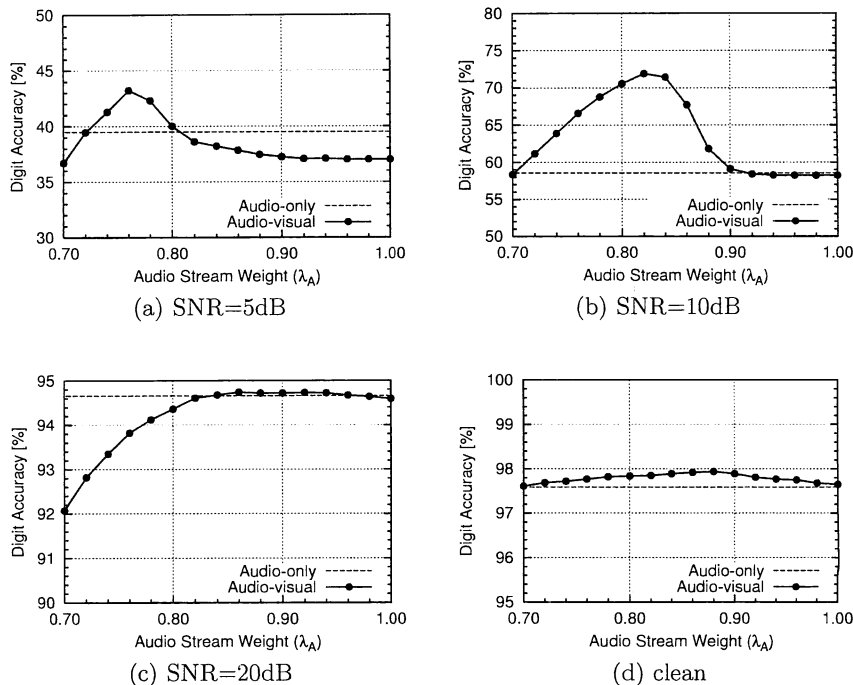 50
45
40
35
30
Digit Accuracy [%]
Audio-only
Audio-visual
0.70
0.80
0.90
1.00
Audio Stream Weight (λA)
(a) SNR=5dB
80
75
70
65
60
55
50
Digit Accuracy [%]
Audio-only
Audio-visual
0.70
0.80
0.90
1.00
Audio Stream Weight (λA)
(b) SNR=10dB
95
94
93
92
91
90
Digit Accuracy [%]
Audio-only
Audio-visual
0.70
0.80
0.90
1.00
Audio Stream Weight (λA)
(c) SNR=20dB
100
99
98
97
96
95
Digit Accuracy [%]
Audio-only
Audio-visual
0.70
0.80
0.90
1.00
Audio Stream Weight (λA)
(d) clean